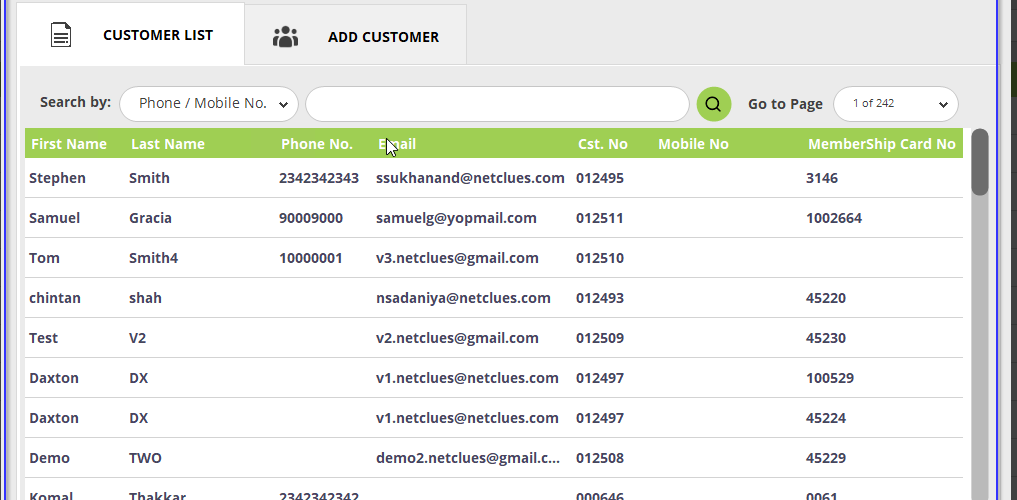 CUSTOMER LIST ADD CUSTOMER
Search by: Phone / Mobile No. Go to Page 1 of 242
First Name Last Name Phone No. Email Cst. No Mobile No MemberShip Card No
Stephen Smith 2342342343 ssukhanand@netclues.com 012495 3146
Samuel Gracia 90009000 samuelg@yopmail.com 012511 1002664
Tom Smith4 10000001 v3.netclues@gmail.com 012510
chintan shah nsadaniya@netclues.com 012493 45220
Test V2 v2.netclues@gmail.com 012509 45230
Daxton DX v1.netclues@netclues.com 012497 100529
Daxton DX v1.netclues@netclues.com 012497 45224
Demo TWO demo2.netclues@gmail.c... 012508 45229
Komal Thakkar 2342342342 000646 0061